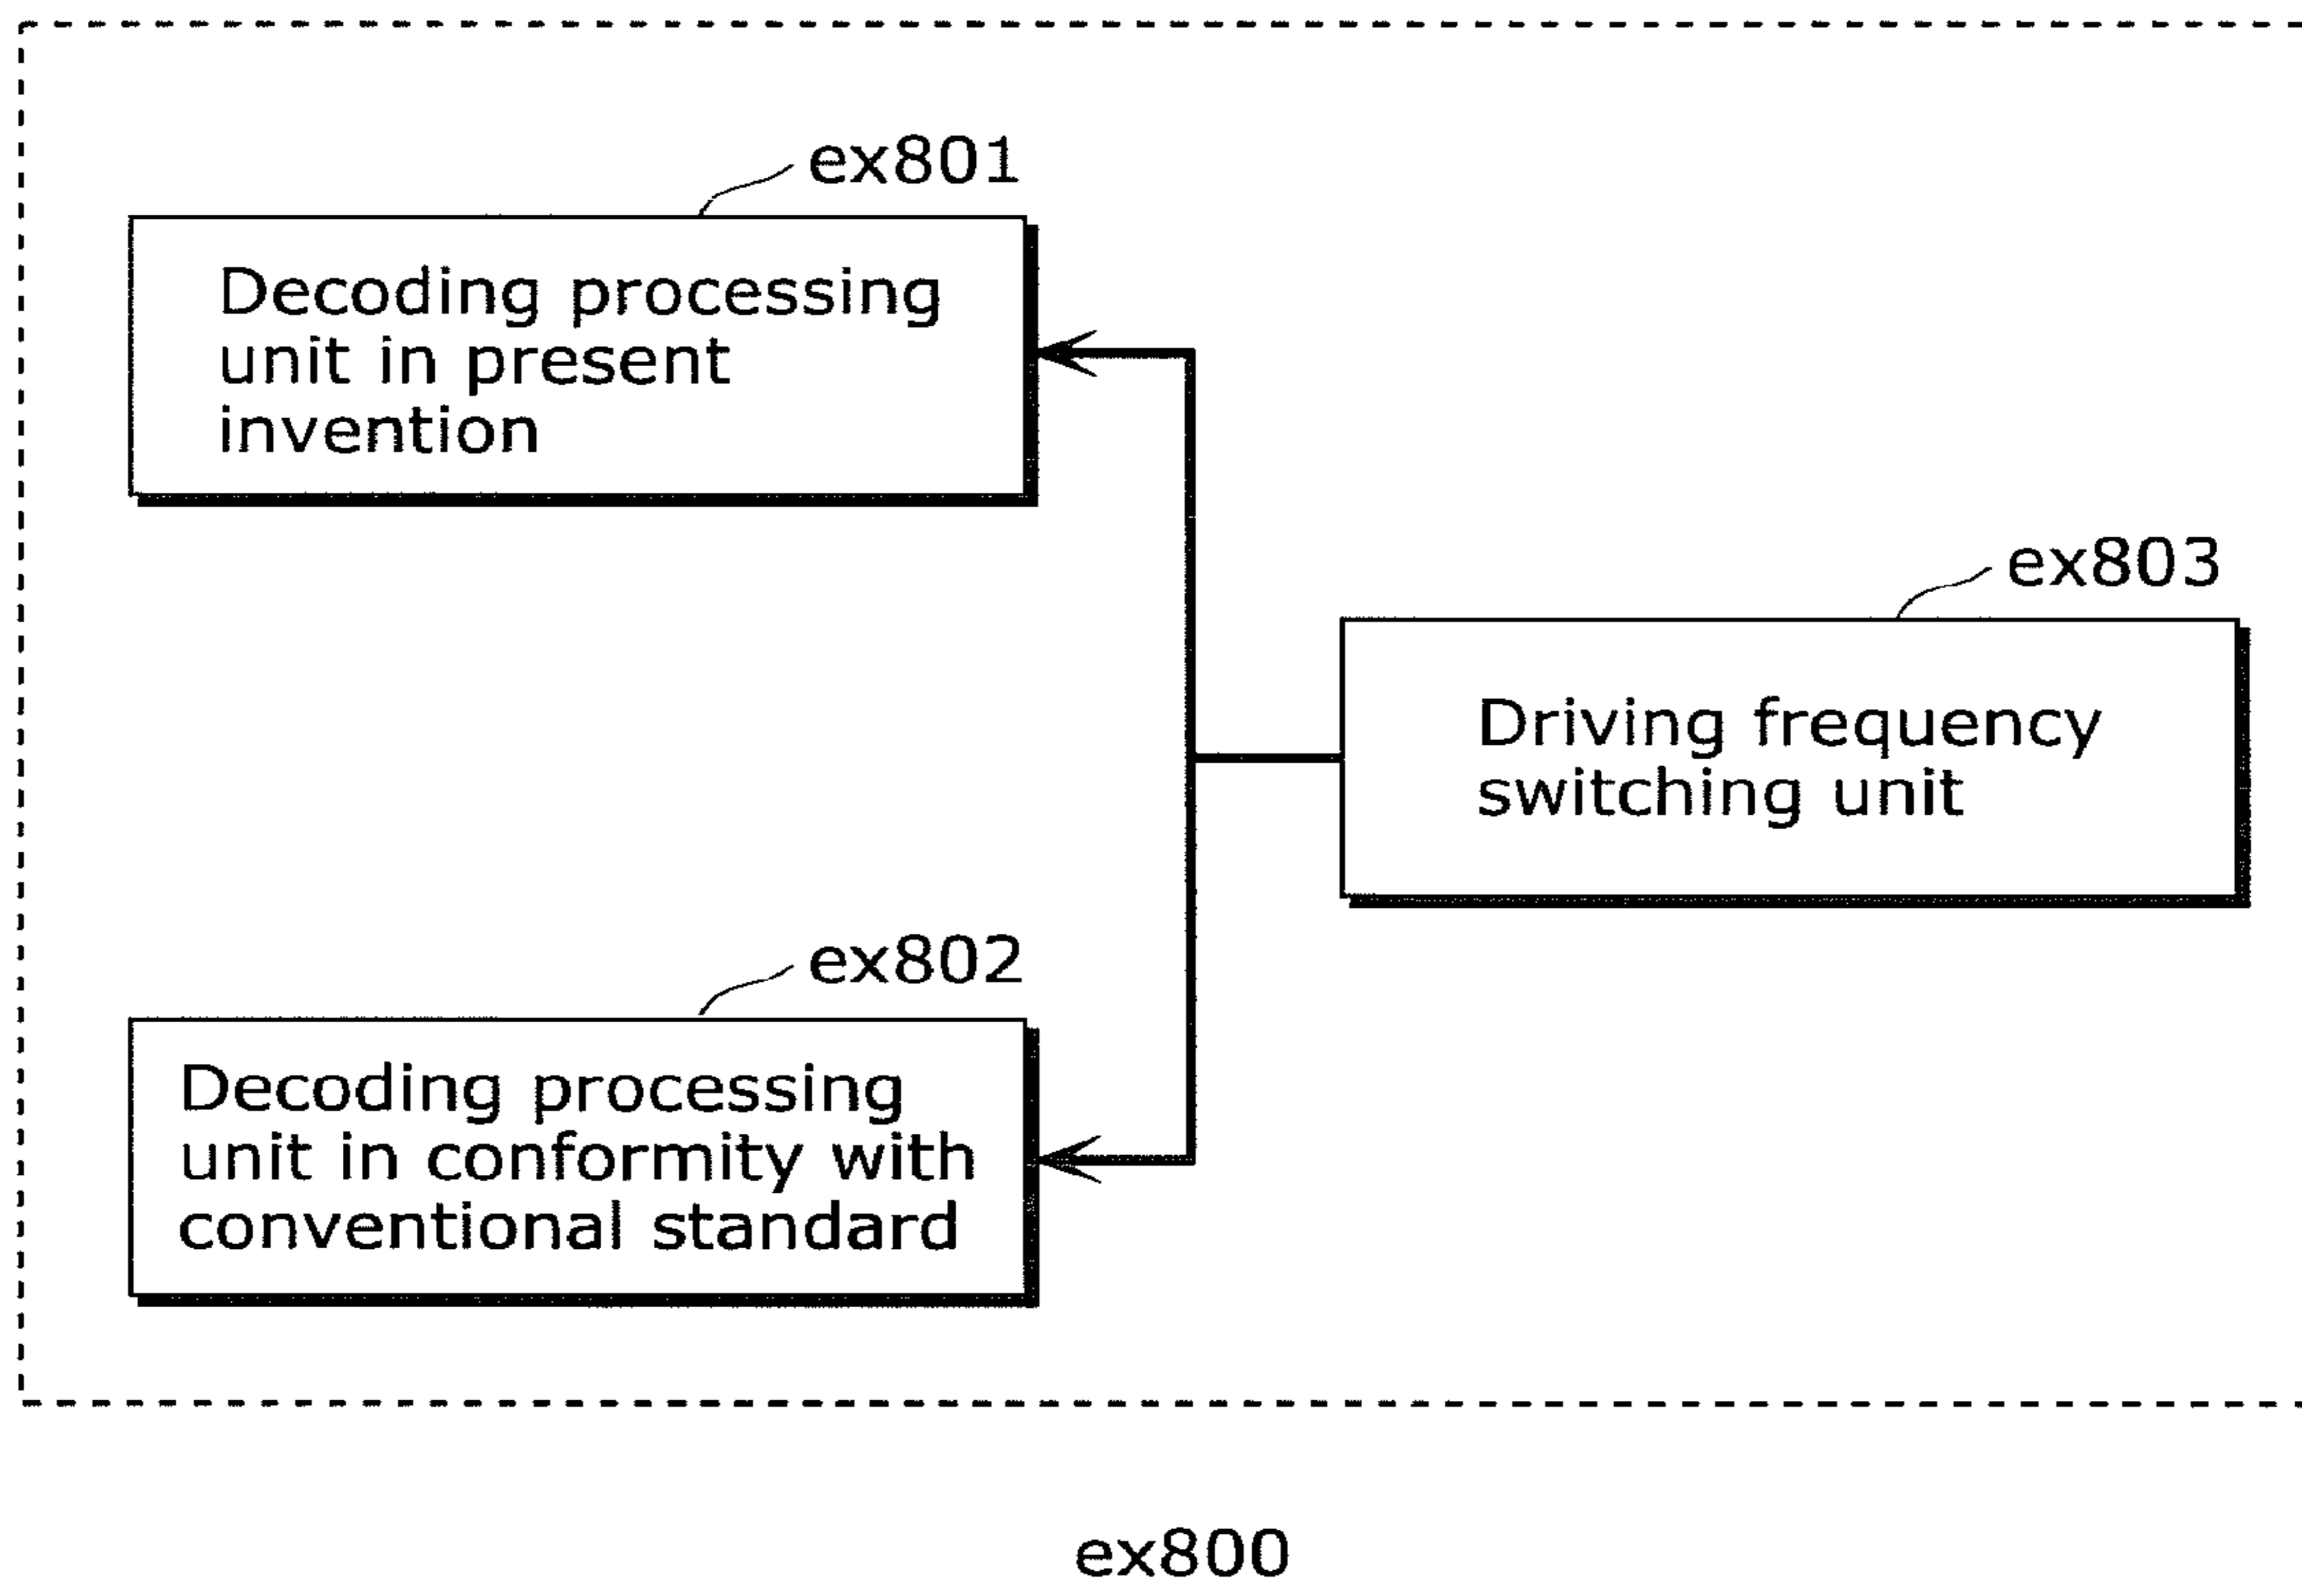 ex801
Decoding processing
unit in present
invention
ex803
Driving frequency
switching unit
ex802
Decoding processing
unit in conformity with
conventional standard
ex800